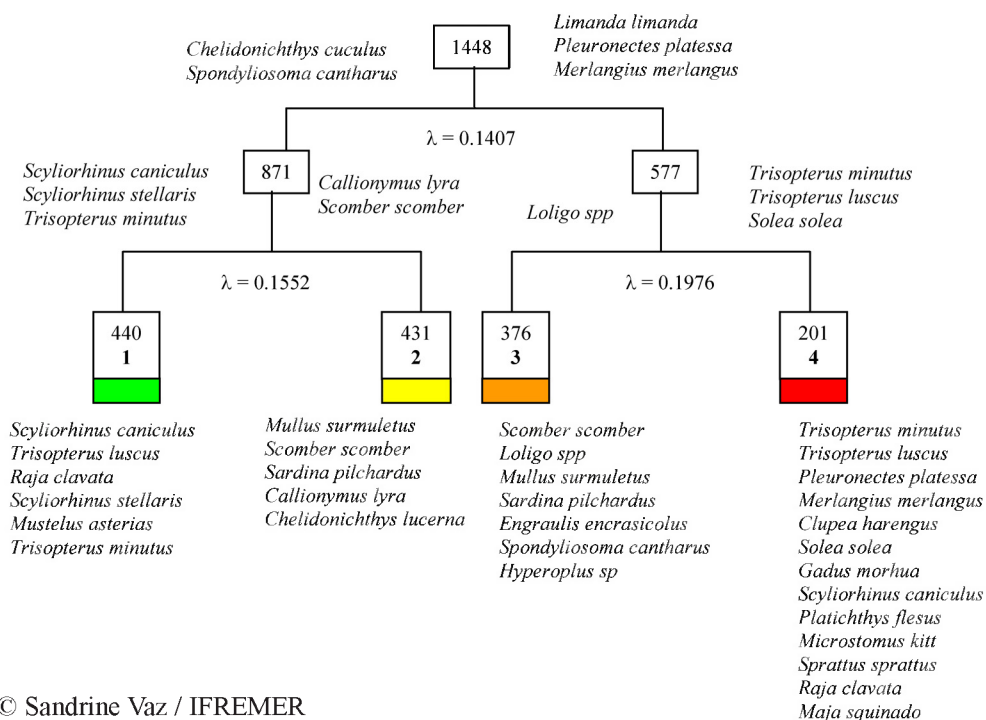 Limanda limanda
Pleuronectes platessa
Merlangius merlangus
1448
Chelidonichthys cuculus
Spondyliosoma cantharus
λ = 0.1407
Scyliorhinus caniculus
Scyliorhinus stellaris
Trisopterus minutus
871
Callionymus lyra
Scomber scomber
577
Loligo spp
Trisopterus minutus
Trisopterus luscus
Solea solea
λ = 0.1552
λ = 0.1976
440
1
431
2
376
3
201
4
Scyliorhinus caniculus
Trisopterus luscus
Raja clavata
Scyliorhinus stellaris
Mustelus asterias
Trisopterus minutus
Mullus surmuletus
Scomber scomber
Sardina pilchardus
Callionymus lyra
Chelidonichthys lucerna
Scomber scomber
Loligo spp
Mullus surmuletus
Sardina pilchardus
Engraulis encrasicolus
Spondyliosoma cantharus
Hyperoplus sp
Trisopterus minutus
Trisopterus luscus
Pleuronectes platessa
Merlangius merlangus
Clupea harengus
Solea solea
Gadus morhua
Scyliorhinus caniculus
Platichthys flesus
Microstomus kitt
Sprattus sprattus
Raja clavata
Maja squinado
© Sandrine Vaz / IFREMER